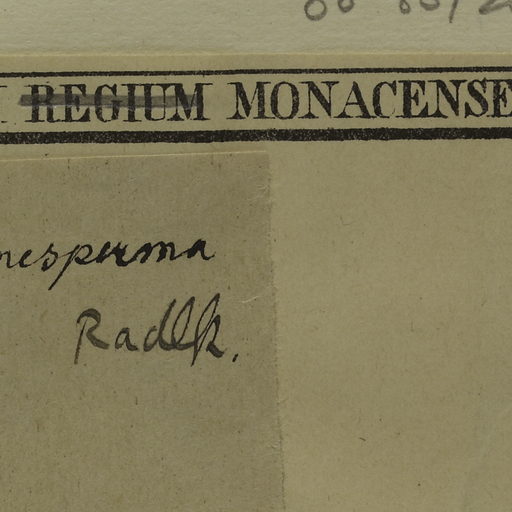 REGIUM MONACENSE
nesperma
Radlk.